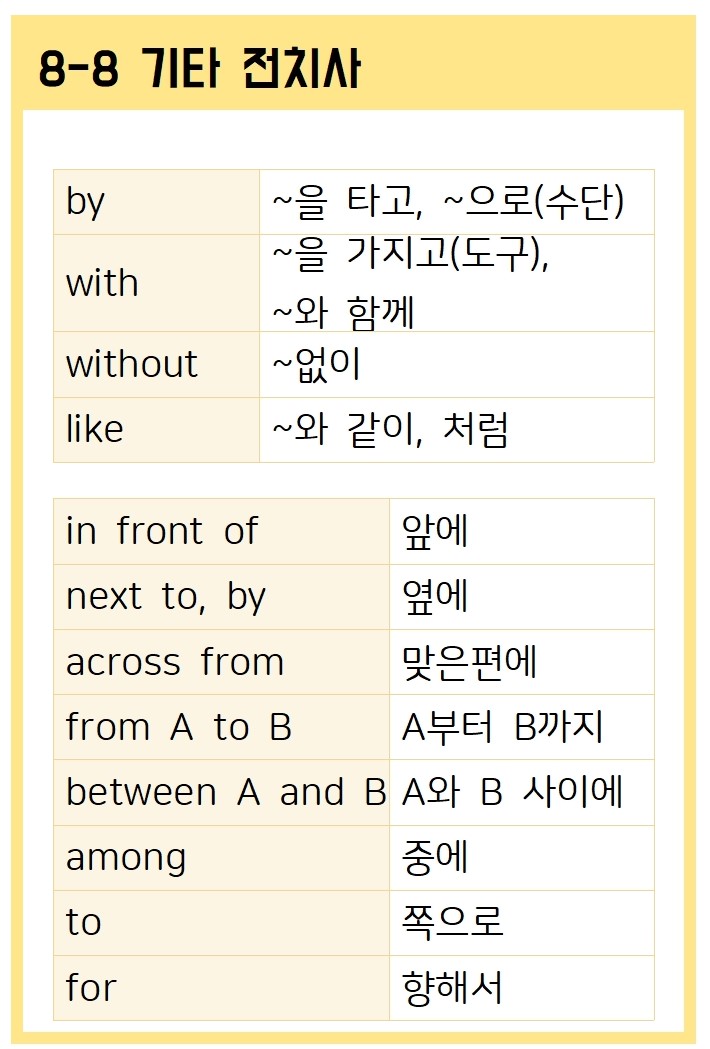 8-8 기타 전치사
by ~을 타고, ~으로(수단)
with ~을 가지고(도구),
~와 함께
without ~없이
like ~와 같이, 처럼
in front of 앞에
next to, by 옆에
across from 맞은편에
from A to B A부터 B까지
between A and B A와 B 사이에
among 중에
to 쪽으로
for 향해서